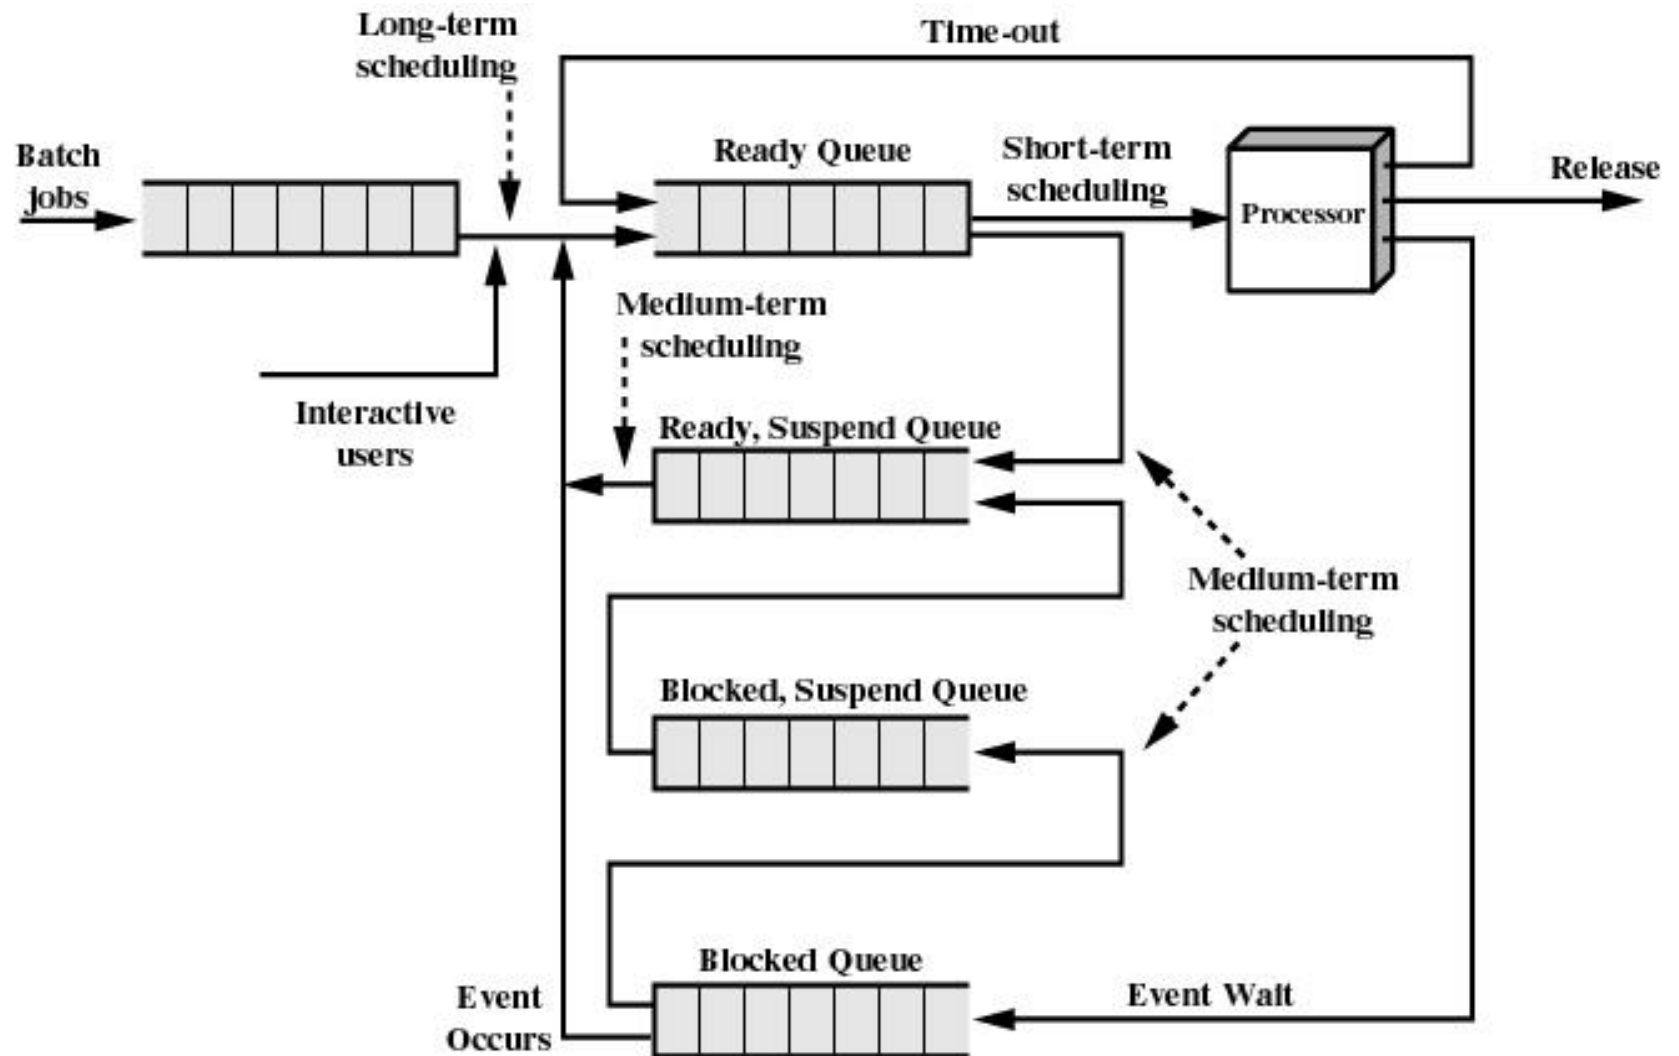 Long-term
scheduling
Time-out
Batch
jobs
Ready Queue
Short-term
scheduling
Processor
Release
Medium-term
scheduling
Interactive
users
Ready, Suspend Queue
Medium-term
scheduling
Blocked, Suspend Queue
Blocked Queue
Event
Occurs
Event Wait